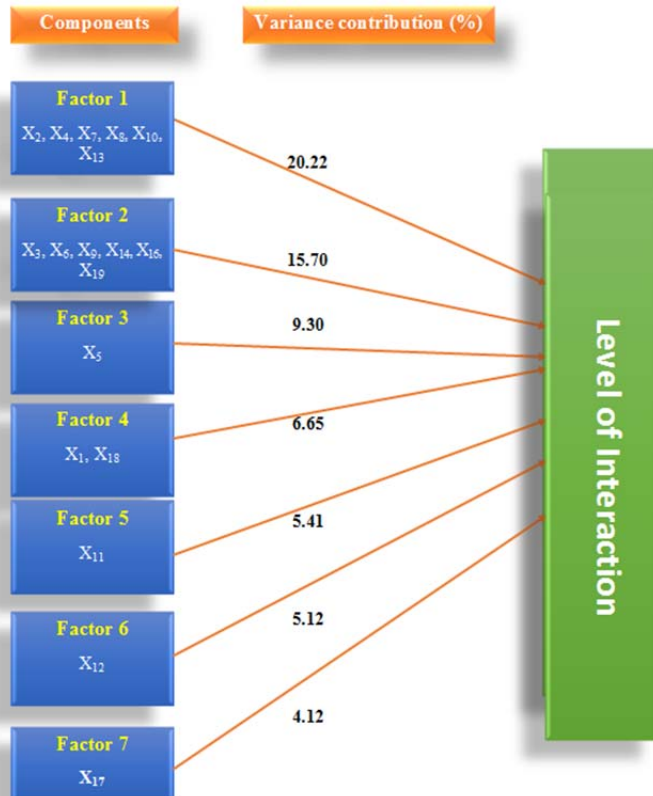 Components
Variance contribution (%)
Factor 1
X₂, X₄, X₇, X₈, X₁₀,
X₁₃
20.22
Factor 2
X₃, X₆, X₉, X₁₄, X₁₆,
X₁₉
15.70
Factor 3
X₅
9.30
Factor 4
X₁, X₁₈
6.65
Factor 5
X₁₁
5.41
Factor 6
X₁₂
5.12
Factor 7
X₁₇
4.12
Level of Interaction